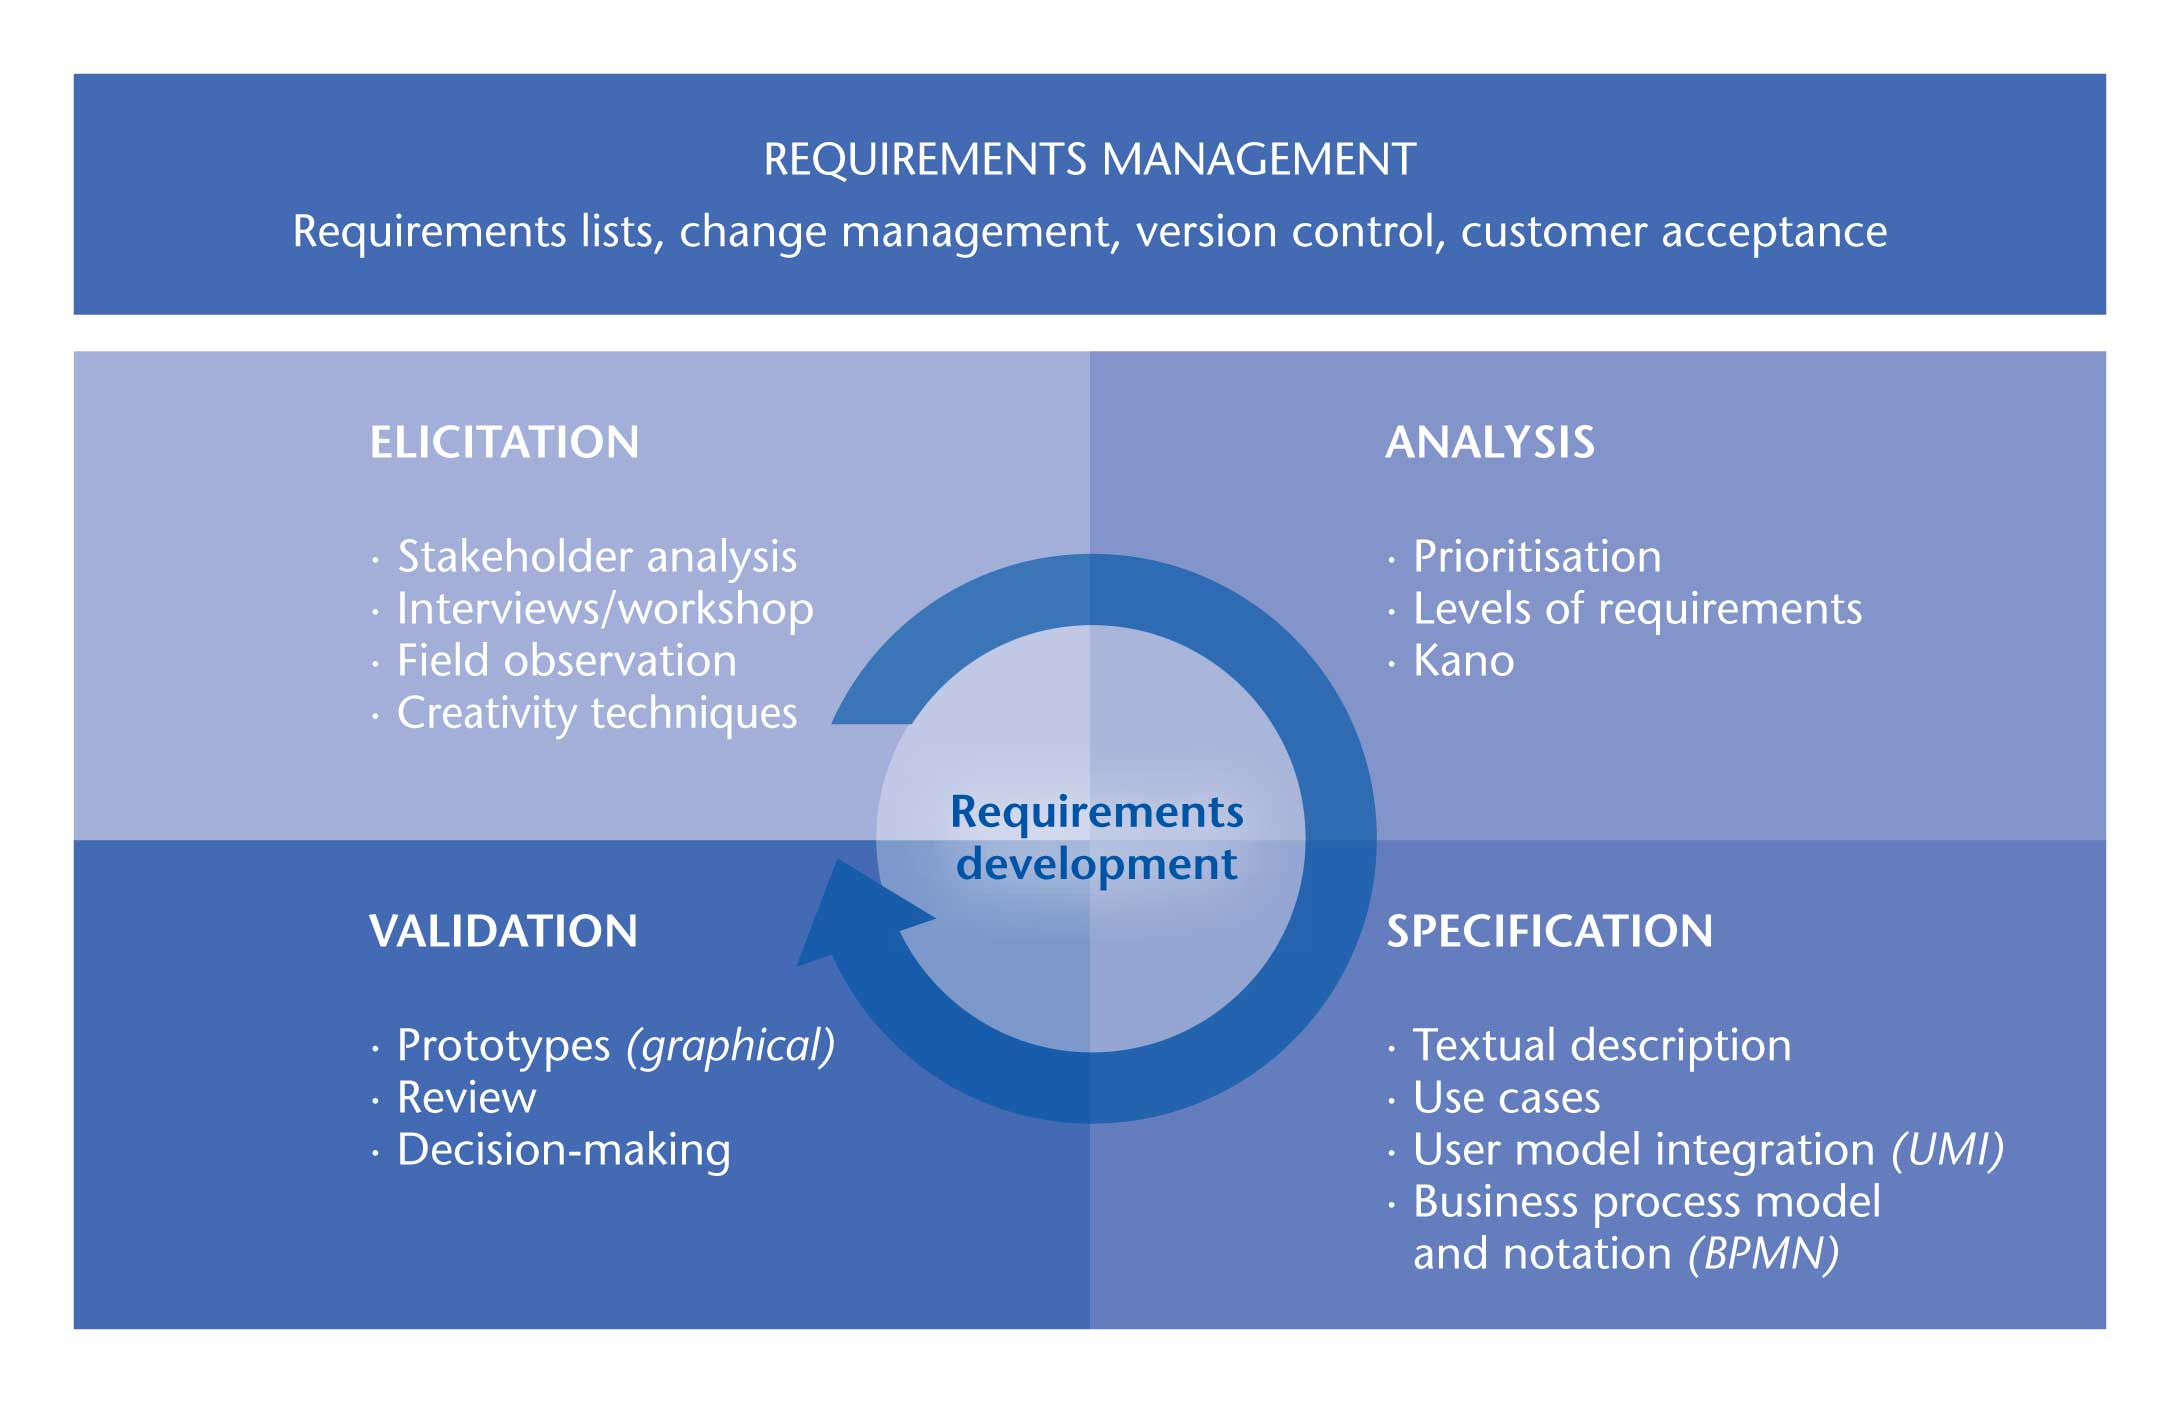 REQUIREMENTS MANAGEMENT
Requirements lists, change management, version control, customer acceptance
ELICITATION
· Stakeholder analysis
· Interviews/workshop
· Field observation
· Creativity techniques
ANALYSIS
· Prioritisation
· Levels of requirements
· Kano
Requirements
development
VALIDATION
· Prototypes (graphical)
· Review
· Decision-making
SPECIFICATION
· Textual description
· Use cases
· User model integration (UMI)
· Business process model
and notation (BPMN)